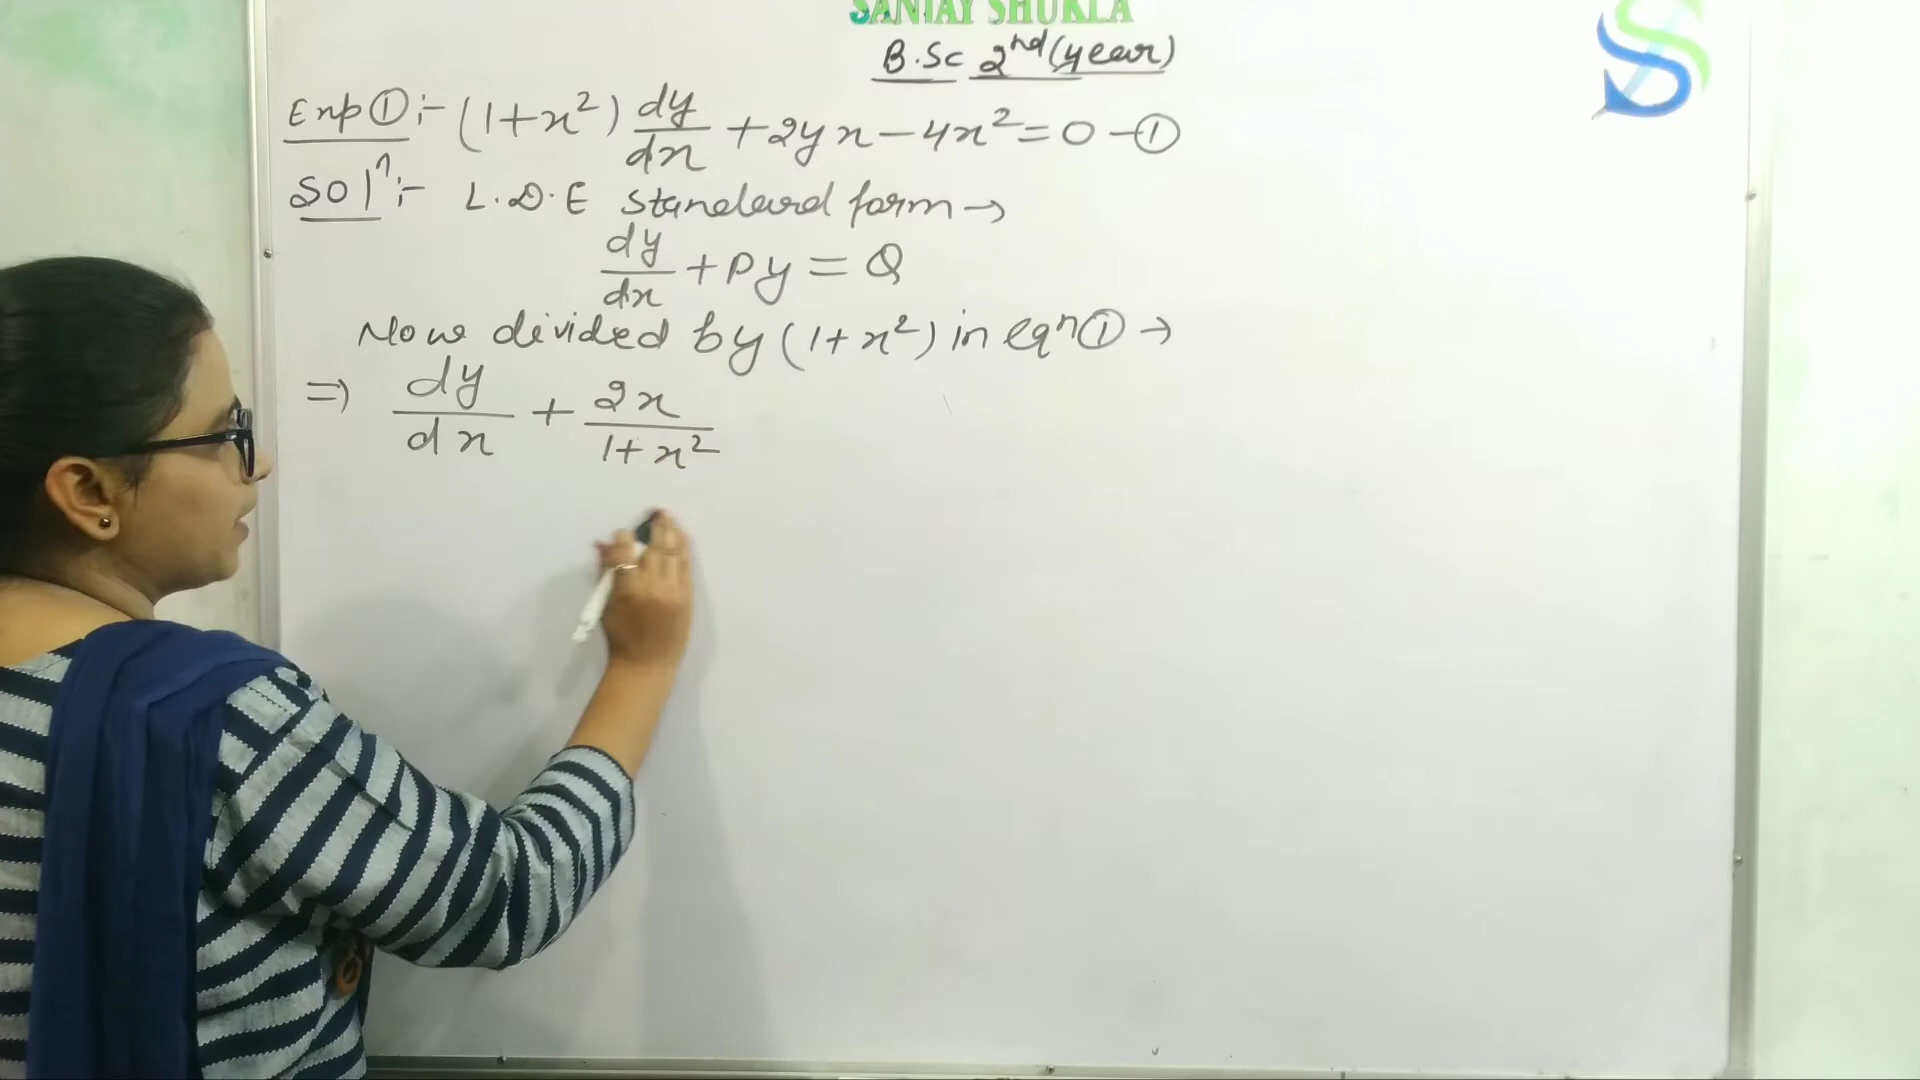 SANJAY SHUKLA
B.Sc 2nd (year)
Exp ① :- (1+x²) dy/dx + 2yx - 4x² = 0 - ①
Solⁿ :- L.D.E standard form →
dy/dx + Py = Q
Now divided by (1+x²) in eqⁿ ① →
⇒ dy/dx + 2x/1+x²